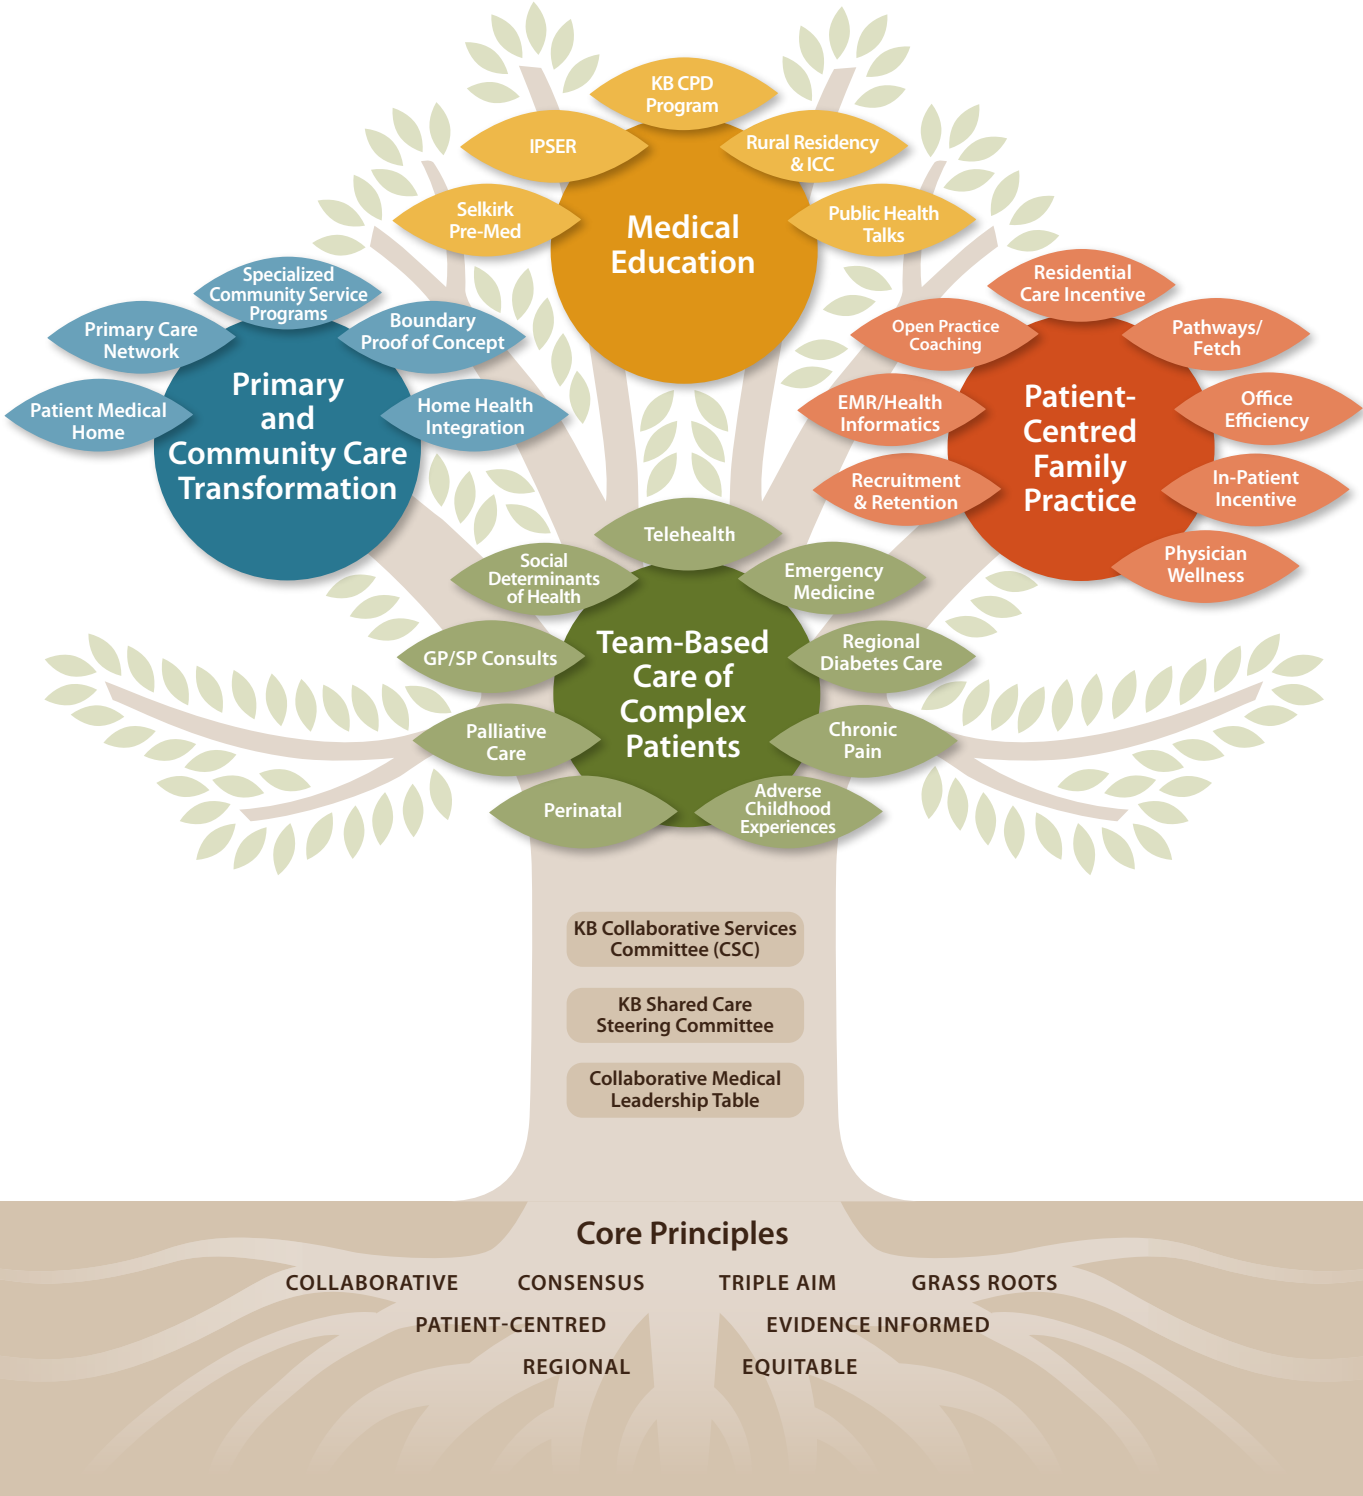 KB CPD
Program
IPSER
Rural Residency
& ICC
Selkirk
Pre-Med
Public Health
Talks
Medical
Education
Specialized
Community Service
Programs
Primary Care
Network
Boundary
Proof of Concept
Patient Medical
Home
Home Health
Integration
Primary
and
Community Care
Transformation
Residential
Care Incentive
Open Practice
Coaching
Pathways/
Fetch
EMR/Health
Informatics
Office
Efficiency
Recruitment
& Retention
In-Patient
Incentive
Physician
Wellness
Patient-
Centred
Family
Practice
Telehealth
Social
Determinants
of Health
Emergency
Medicine
GP/SP Consults
Regional
Diabetes Care
Palliative
Care
Chronic
Pain
Perinatal
Adverse
Childhood
Experiences
Team-Based
Care of
Complex
Patients
KB Collaborative Services
Committee (CSC)
KB Shared Care
Steering Committee
Collaborative Medical
Leadership Table
Core Principles
COLLABORATIVE CONSENSUS TRIPLE AIM GRASS ROOTS
PATIENT-CENTRED EVIDENCE INFORMED
REGIONAL EQUITABLE